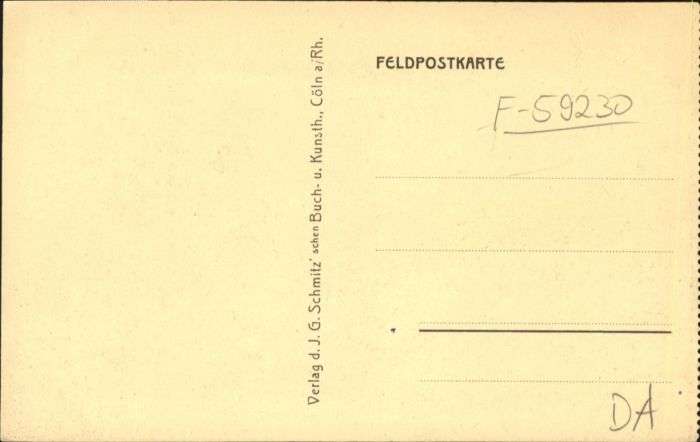 Verlag d. J. G. Schmitz' schen Buch- u. Kunsth., Cöln a/Rh.
FELDPOSTKARTE
F-59230
DA